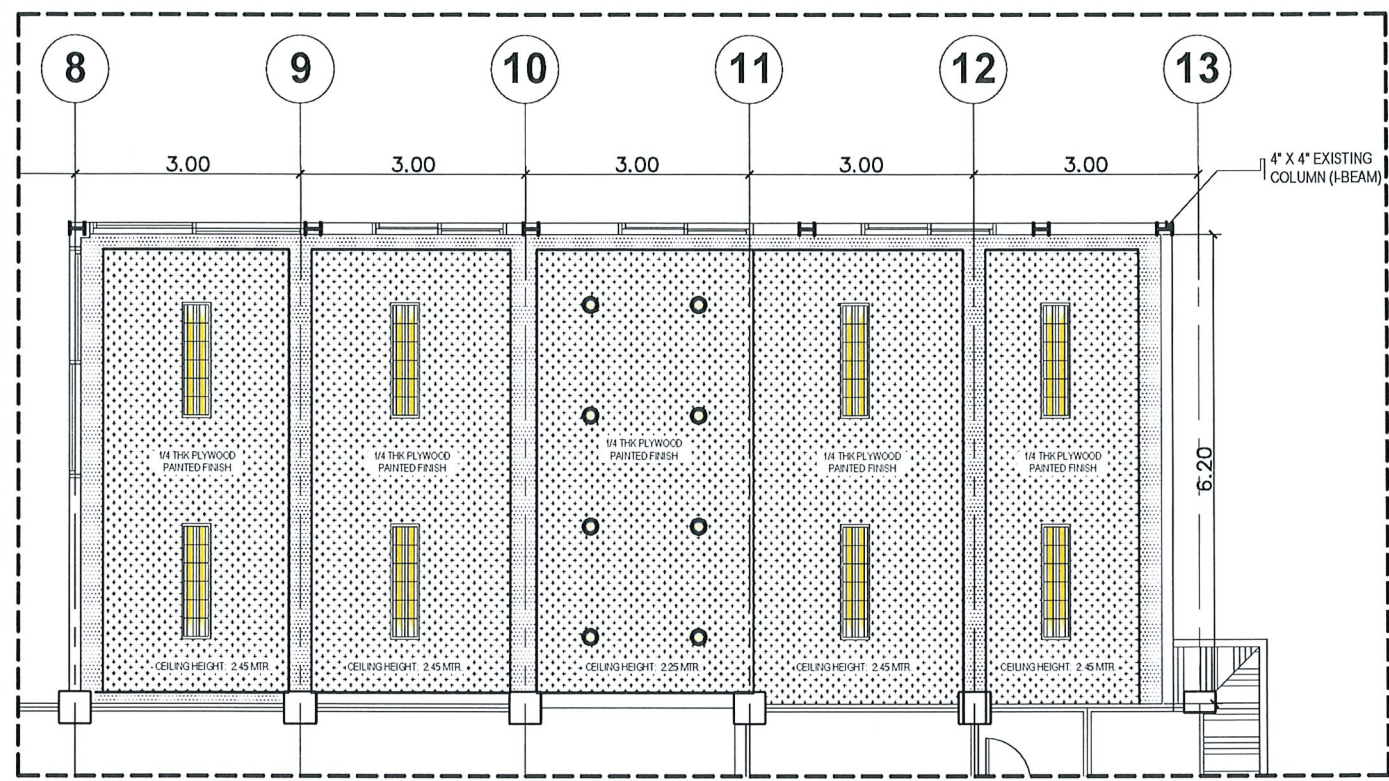 8 9 10 11 12 13
3.00 3.00 3.00 3.00 3.00
4" X 4" EXISTING
COLUMN (I-BEAM)
1/4 THK PLYWOOD
PAINTED FINISH
1/4 THK PLYWOOD
PAINTED FINISH
1/4 THK PLYWOOD
PAINTED FINISH
1/4 THK PLYWOOD
PAINTED FINISH
1/4 THK PLYWOOD
PAINTED FINISH
6.20
CEILING HEIGHT: 2.45 MTR.
CEILING HEIGHT: 2.45 MTR.
CEILING HEIGHT: 2.25 MTR.
CEILING HEIGHT: 2.45 MTR.
CEILING HEIGHT: 2.45 MTR.